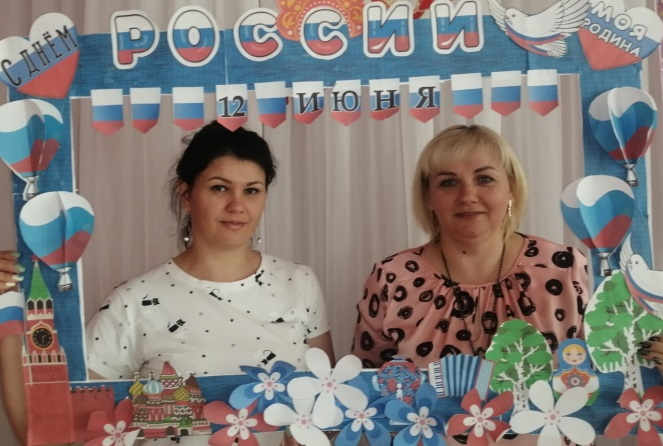 С ДНЁМ
РОССИИ
МОЯ
РОДИНА
12 ИЮНЯ